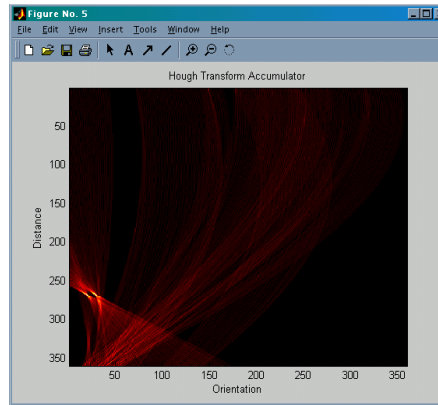 Figure No. 5
File Edit View Insert Tools Window Help
A
Hough Transform Accumulator
50
100
150
200
250
300
350
Distance
50 100 150 200 250 300 350
Orientation